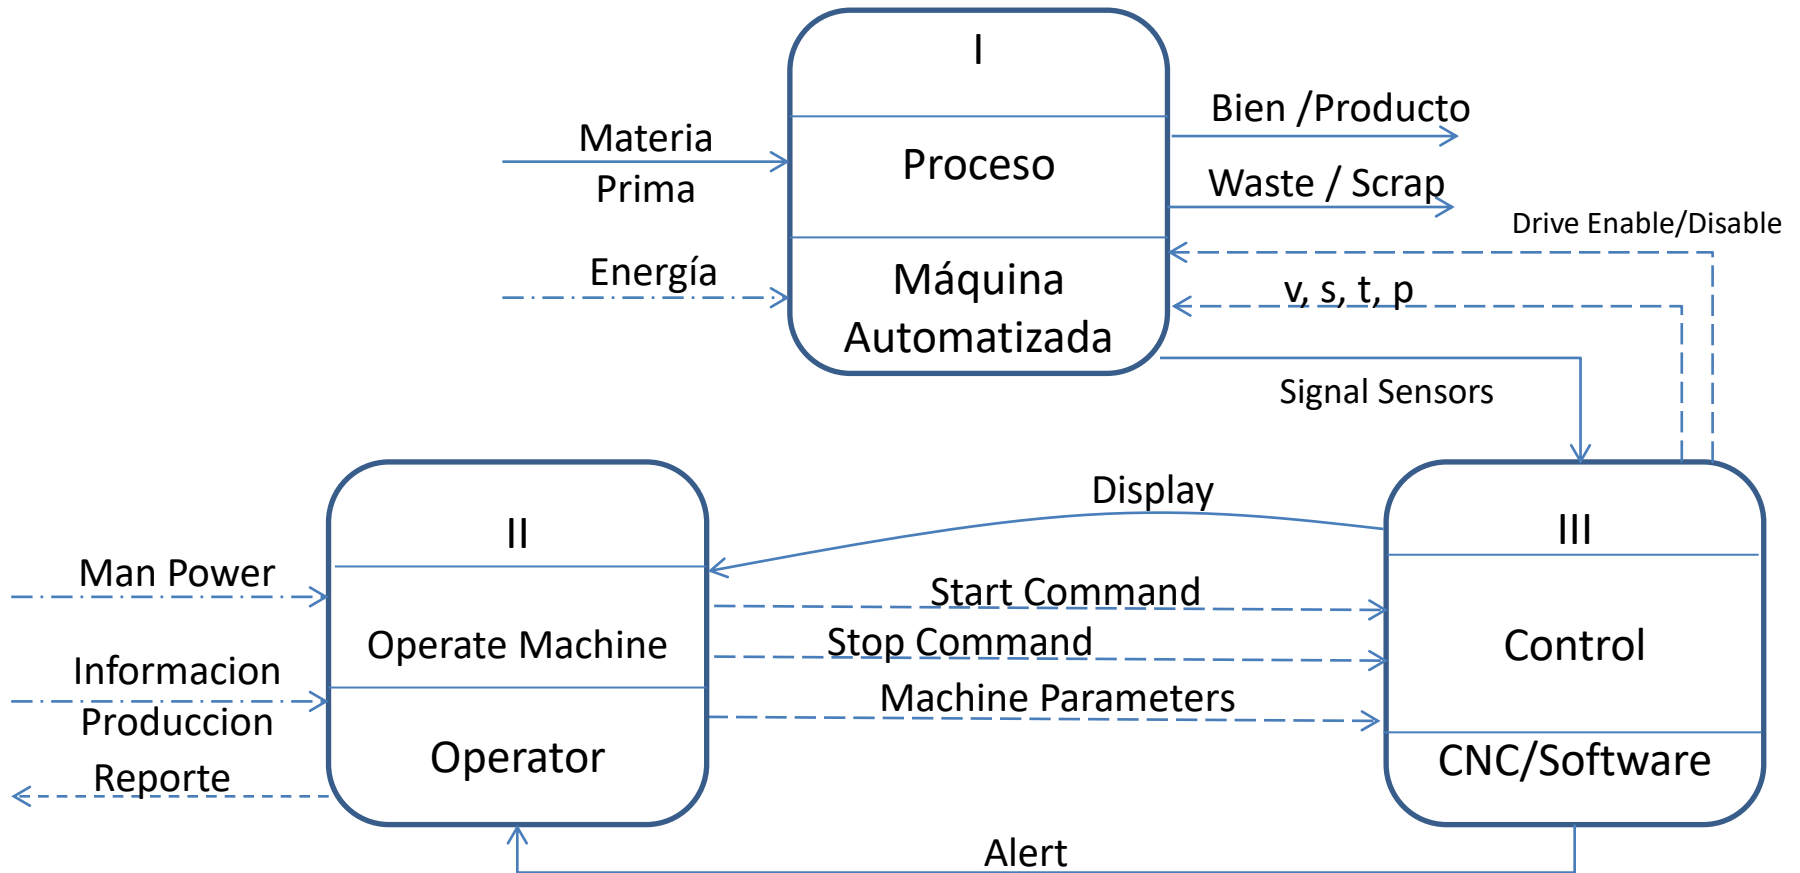 I
Proceso
Máquina
Automatizada
Materia
Prima
Energía
Bien /Producto
Waste / Scrap
Drive Enable/Disable
v, s, t, p
Signal Sensors
II
Operate Machine
Operator
Man Power
Informacion
Produccion
Reporte
Display
Start Command
Stop Command
Machine Parameters
III
Control
CNC/Software
Alert